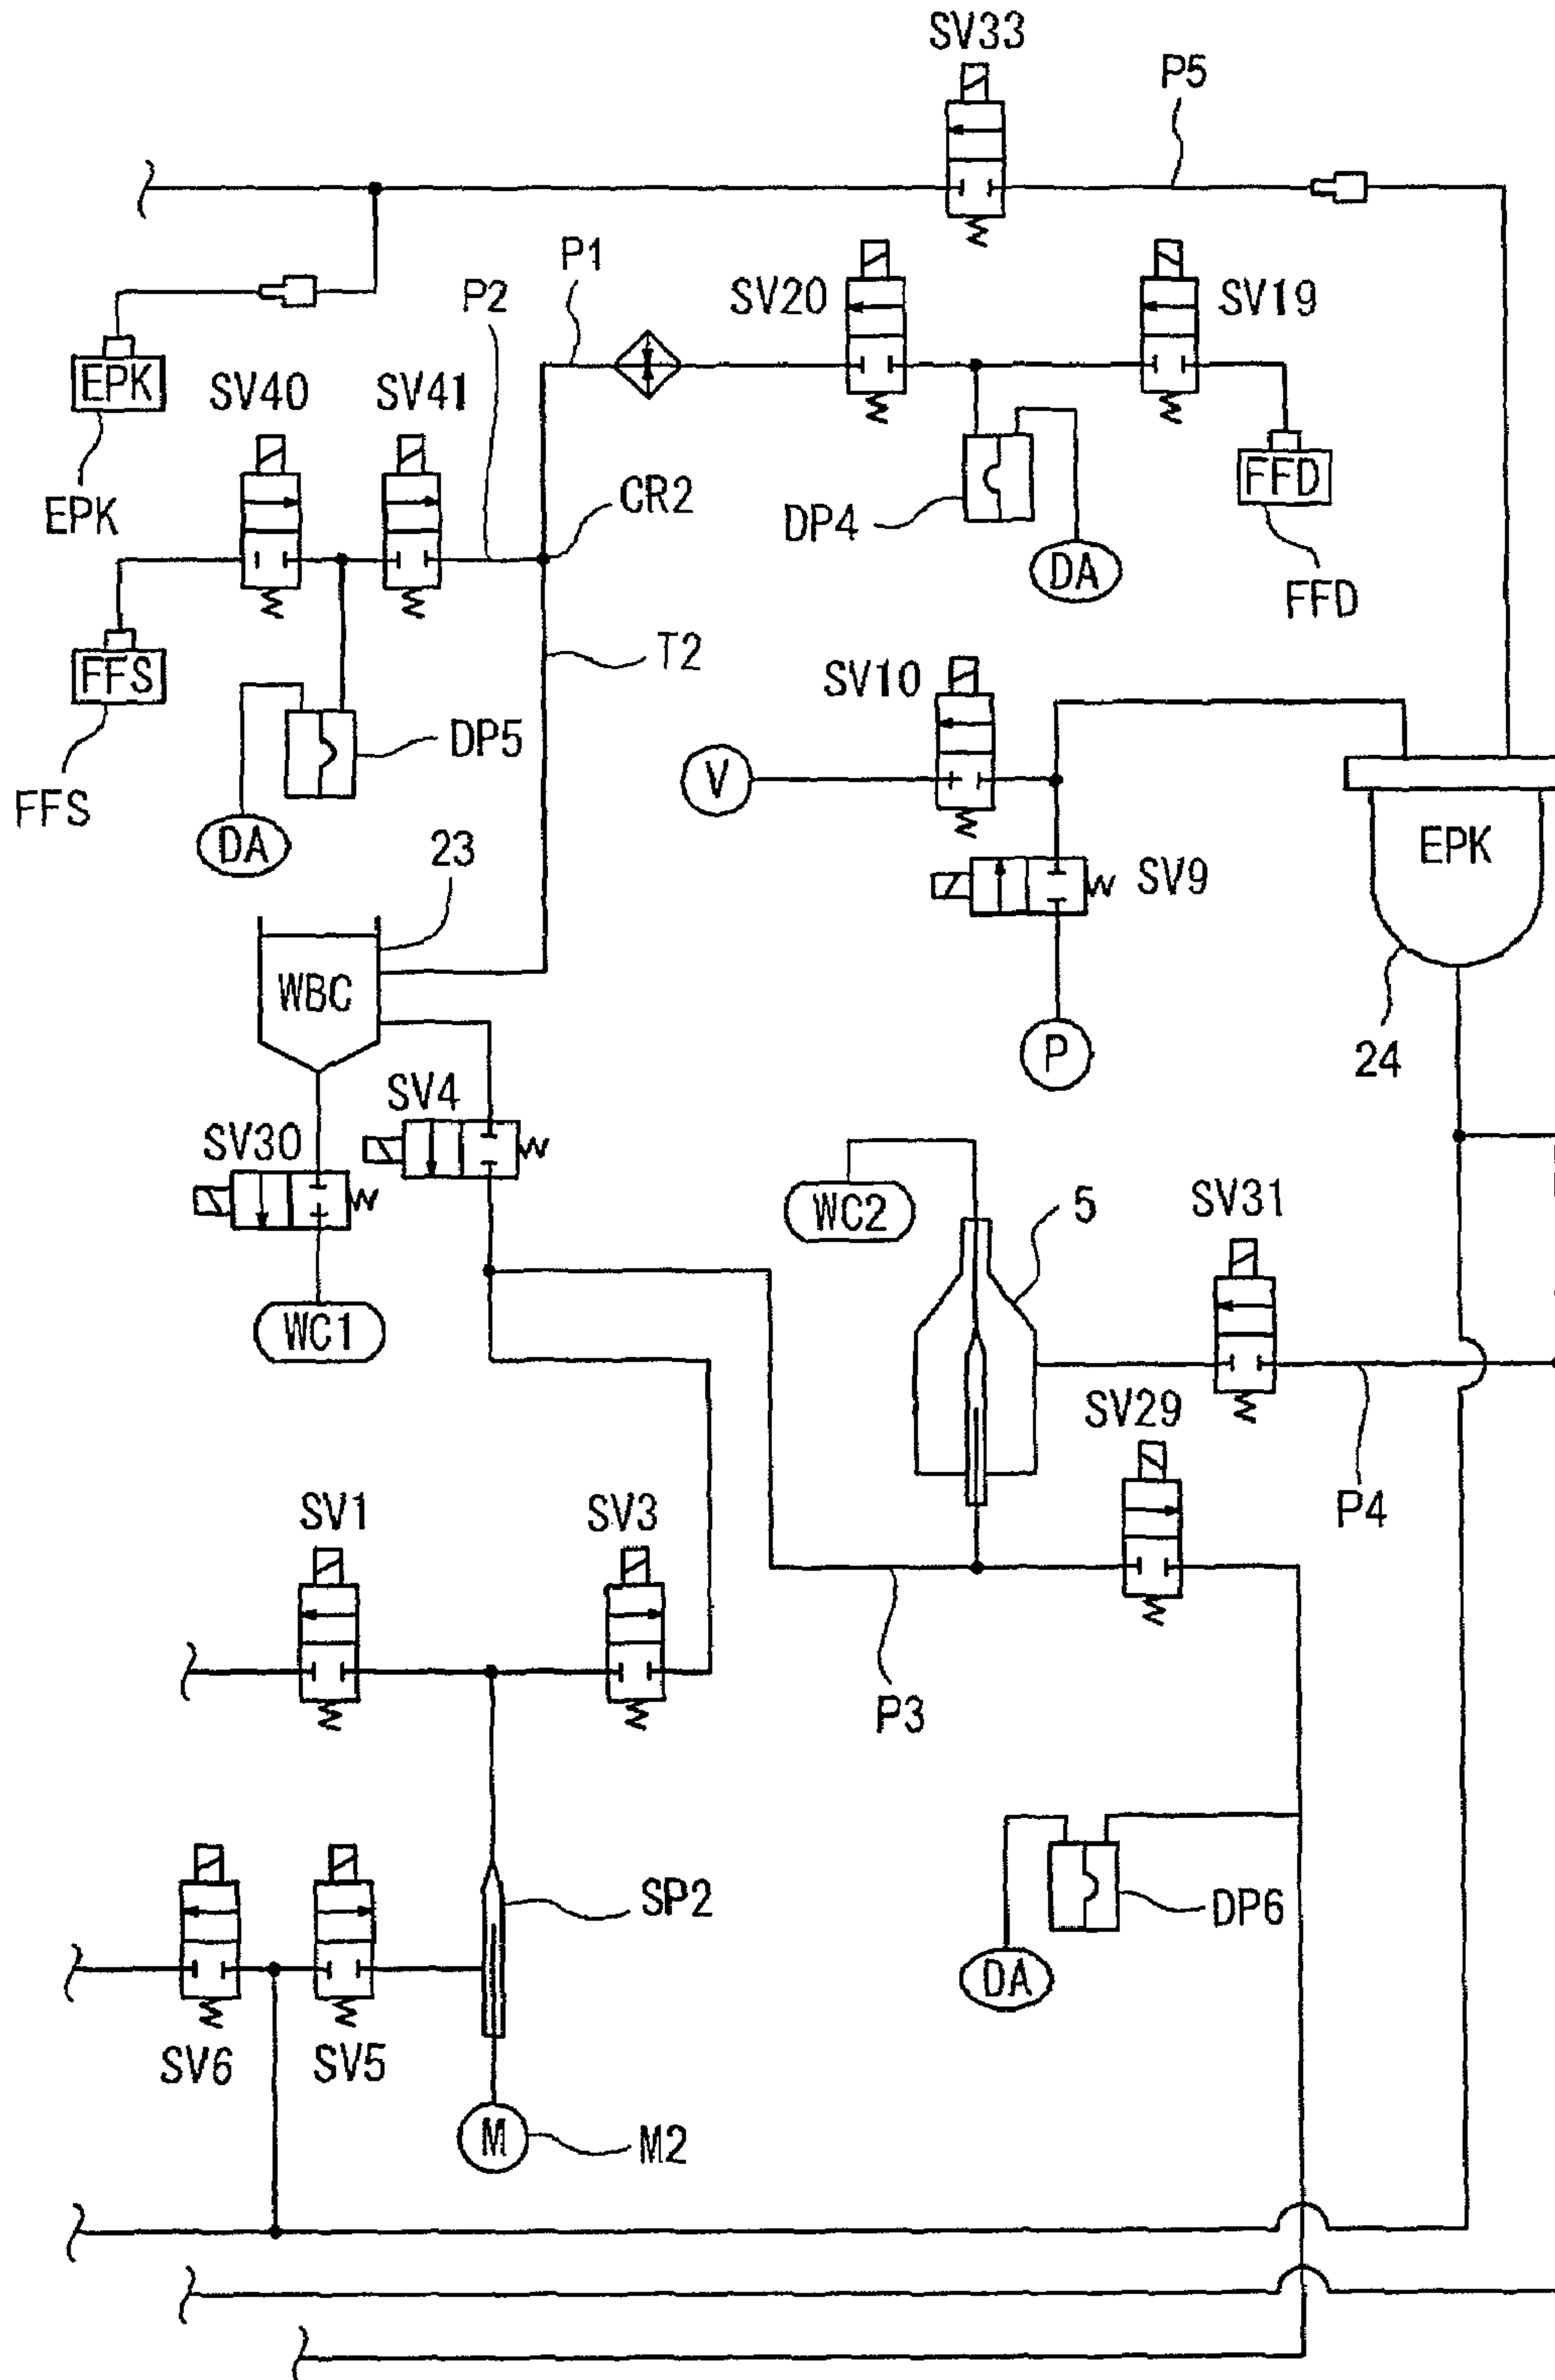 SV33
P5
P1
P2
SV20
SV19
EPK
SV40
SV41
EPK
CR2
DP4
FFD
DA
FFD
FFS
T2
SV10
DP5
V
FFS
DA
23
EPK
SV9
WBC
24
P
SV4
SV30
WC2
5
SV31
WC1
SV29
SV1
SV3
P4
P3
SP2
DP6
DA
SV6
SV5
M
M2